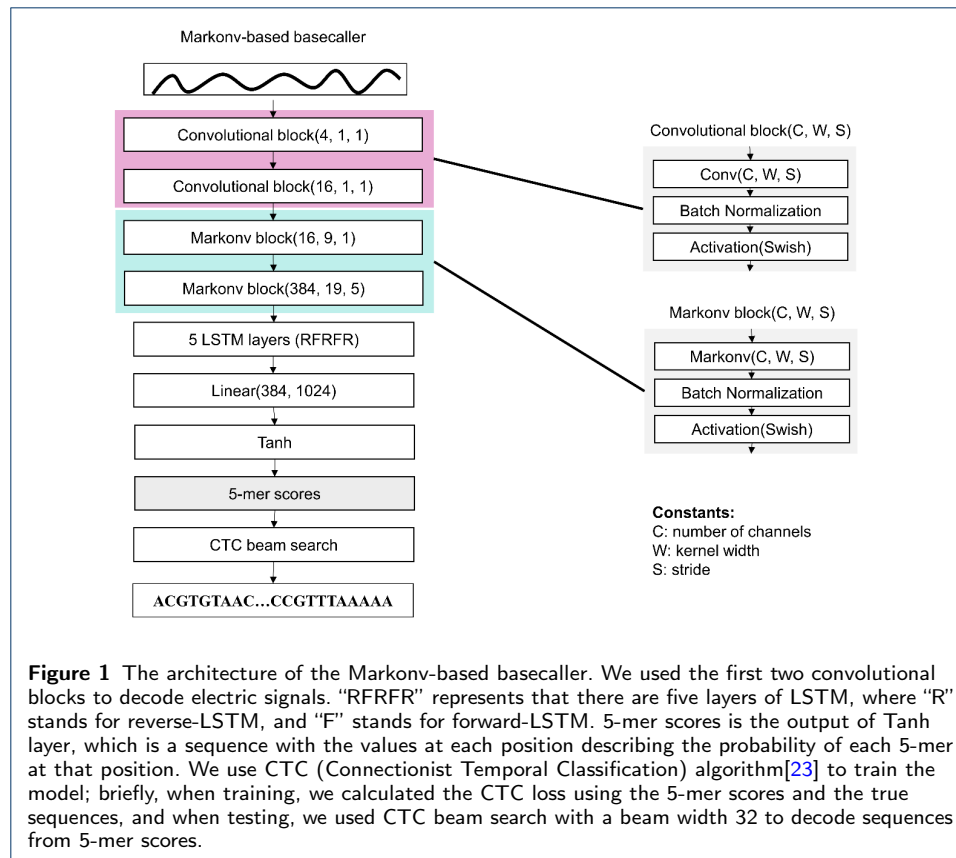 Markonv-based basecaller
Convolutional block(4, 1, 1)
Convolutional block(16, 1, 1)
Markonv block(16, 9, 1)
Markonv block(384, 19, 5)
5 LSTM layers (RFRFR)
Linear(384, 1024)
Tanh
5-mer scores
CTC beam search
ACGTGTAAC...CCGTTTAAAAA
Convolutional block(C, W, S)
Conv(C, W, S)
Batch Normalization
Activation(Swish)
Markonv block(C, W, S)
Markonv(C, W, S)
Batch Normalization
Activation(Swish)
Constants:
C: number of channels
W: kernel width
S: stride
Figure 1 The architecture of the Markonv-based basecaller. We used the first two convolutional
blocks to decode electric signals. “RFRFR” represents that there are five layers of LSTM, where “R”
stands for reverse-LSTM, and “F” stands for forward-LSTM. 5-mer scores is the output of Tanh
layer, which is a sequence with the values at each position describing the probability of each 5-mer
at that position. We use CTC (Connectionist Temporal Classification) algorithm[23] to train the
model; briefly, when training, we calculated the CTC loss using the 5-mer scores and the true
sequences, and when testing, we used CTC beam search with a beam width 32 to decode sequences
from 5-mer scores.